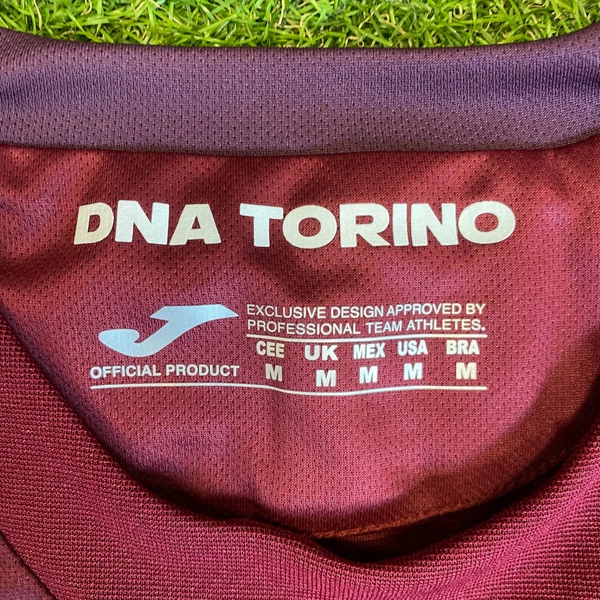 DNA TORINO
EXCLUSIVE DESIGN APPROVED BY
PROFESSIONAL TEAM ATHLETES.
OFFICIAL PRODUCT
CEE UK MEX USA BRA
M M M M M